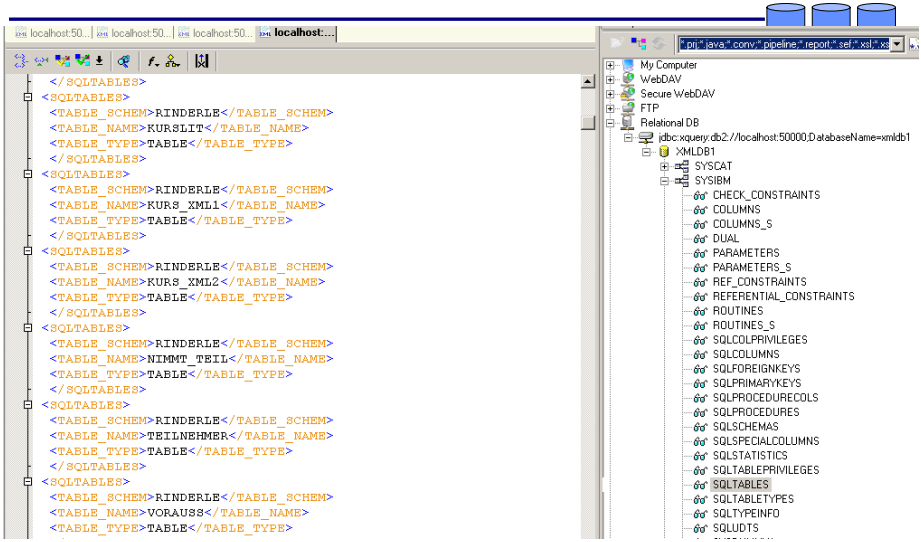 localhost:50...
localhost:50...
localhost:50...
localhost:...
</SQLTABLES>
<SQLTABLES>
<TABLE_SCHEM>RINDERLE</TABLE_SCHEM>
<TABLE_NAME>KURSLIT</TABLE_NAME>
<TABLE_TYPE>TABLE</TABLE_TYPE>
</SQLTABLES>
<SQLTABLES>
<TABLE_SCHEM>RINDERLE</TABLE_SCHEM>
<TABLE_NAME>KURS_XML1</TABLE_NAME>
<TABLE_TYPE>TABLE</TABLE_TYPE>
</SQLTABLES>
<SQLTABLES>
<TABLE_SCHEM>RINDERLE</TABLE_SCHEM>
<TABLE_NAME>KURS_XML2</TABLE_NAME>
<TABLE_TYPE>TABLE</TABLE_TYPE>
</SQLTABLES>
<SQLTABLES>
<TABLE_SCHEM>RINDERLE</TABLE_SCHEM>
<TABLE_NAME>NIMMT_TEIL</TABLE_NAME>
<TABLE_TYPE>TABLE</TABLE_TYPE>
</SQLTABLES>
<SQLTABLES>
<TABLE_SCHEM>RINDERLE</TABLE_SCHEM>
<TABLE_NAME>TEILNEHMER</TABLE_NAME>
<TABLE_TYPE>TABLE</TABLE_TYPE>
</SQLTABLES>
<SQLTABLES>
<TABLE_SCHEM>RINDERLE</TABLE_SCHEM>
<TABLE_NAME>VORAUSS</TABLE_NAME>
<TABLE_TYPE>TABLE</TABLE_TYPE>
*.prj;*.java;*.conv;*.pipeline;*.report;*.sef;*.xsl;*.xs
My Computer
WebDAV
Secure WebDAV
FTP
Relational DB
jdbc:xquery:db2://localhost:50000;DatabaseName=xmldb1
XMLDB1
SYSCAT
SYSIBM
CHECK_CONSTRAINTS
COLUMNS
COLUMNS_S
DUAL
PARAMETERS
PARAMETERS_S
REF_CONSTRAINTS
REFERENTIAL_CONSTRAINTS
ROUTINES
ROUTINES_S
SQLCOLPRIVILEGES
SQLCOLUMNS
SQLFOREIGNKEYS
SQLPRIMARYKEYS
SQLPROCEDURECOLS
SQLPROCEDURES
SQLSCHEMAS
SQLSPECIALCOLUMNS
SQLSTATISTICS
SQLTABLEPRIVILEGES
SQLTABLES
SQLTABLETYPES
SQLTYPEINFO
SQLUDTS